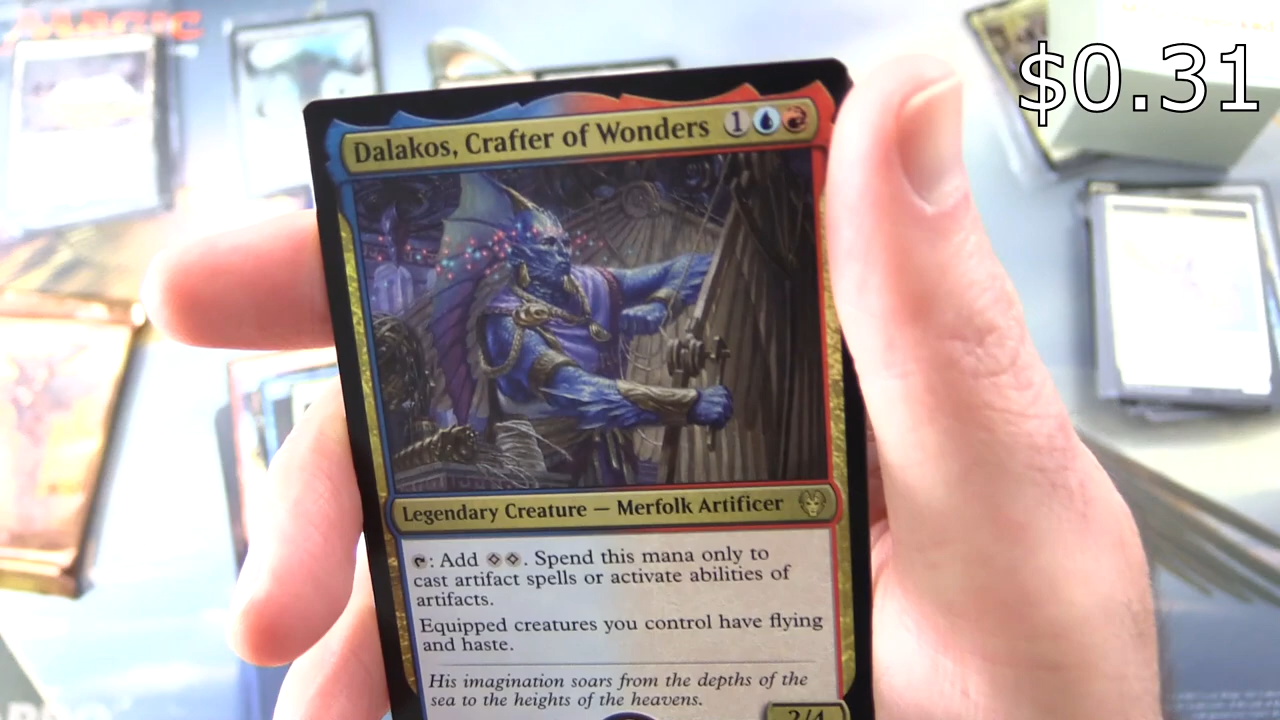 MAGIC
$0.31
Dalakos, Crafter of Wonders 1
Legendary Creature — Merfolk Artificer
: Add . Spend this mana only to
cast artifact spells or activate abilities of
artifacts.
Equipped creatures you control have flying
and haste.
His imagination soars from the depths of the
sea to the heights of the heavens.
2/4